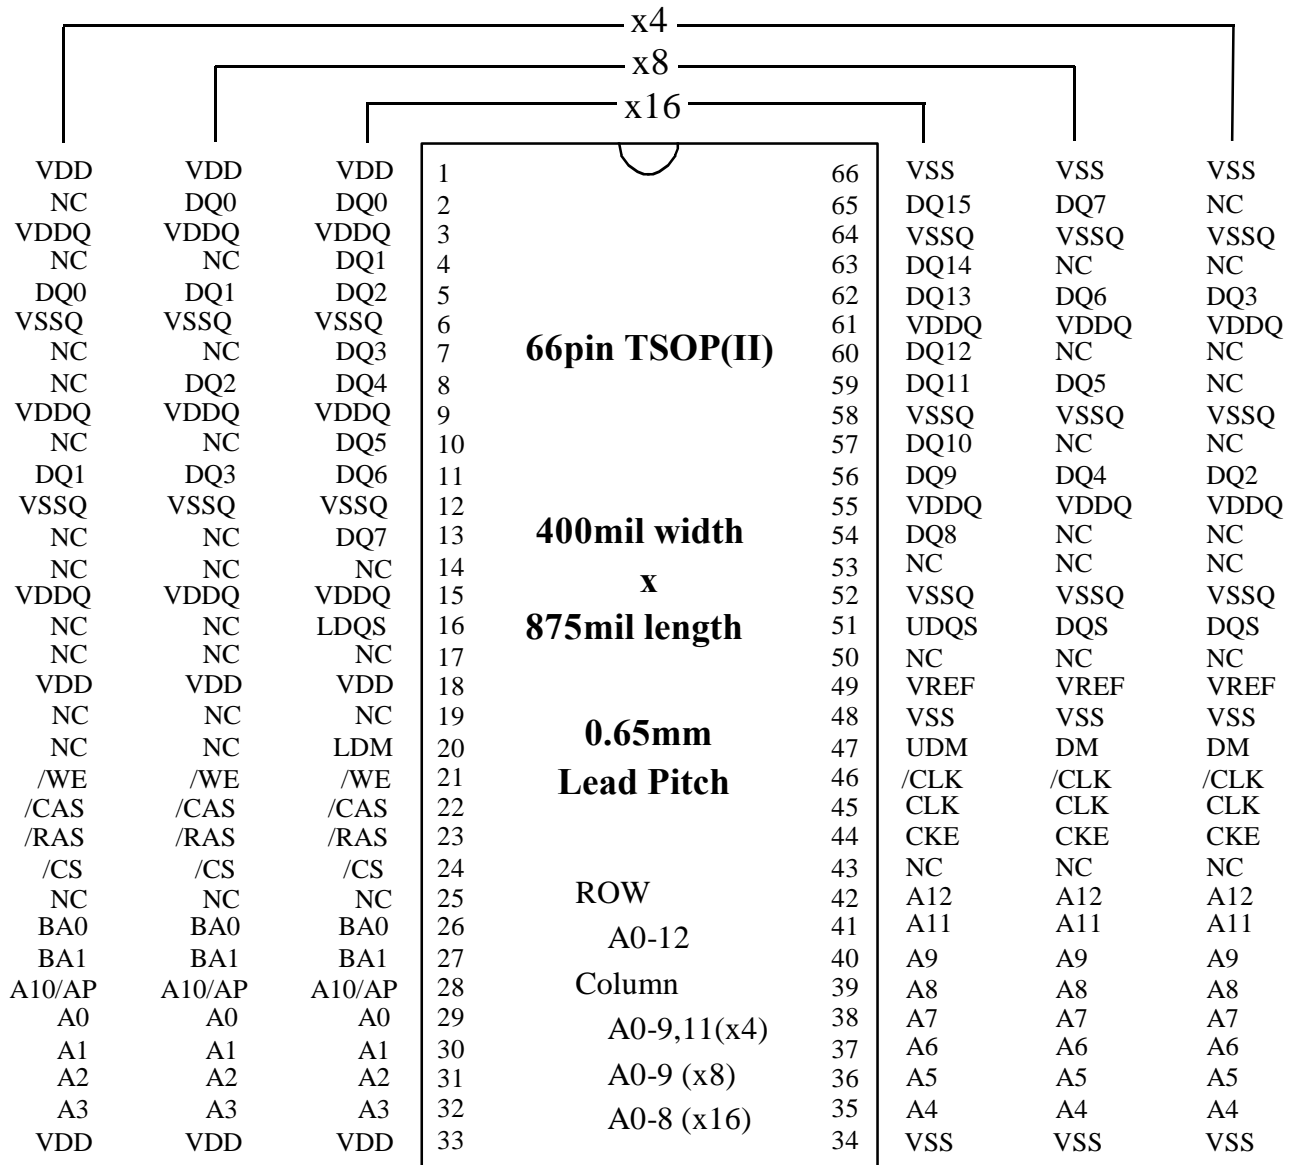 x4
x8
x16
VDD VDD VDD 1 66 VSS VSS VSS
NC DQ0 DQ0 2 65 DQ15 DQ7 NC
VDDQ VDDQ VDDQ 3 64 VSSQ VSSQ VSSQ
NC NC DQ1 4 63 DQ14 NC NC
DQ0 DQ1 DQ2 5 62 DQ13 DQ6 DQ3
VSSQ VSSQ VSSQ 6 61 VDDQ VDDQ VDDQ
NC NC DQ3 7 66pin TSOP(II) 60 DQ12 NC NC
NC DQ2 DQ4 8 59 DQ11 DQ5 NC
VDDQ VDDQ VDDQ 9 58 VSSQ VSSQ VSSQ
NC NC DQ5 10 57 DQ10 NC NC
DQ1 DQ3 DQ6 11 56 DQ9 DQ4 DQ2
VSSQ VSSQ VSSQ 12 55 VDDQ VDDQ VDDQ
NC NC DQ7 13 400mil width 54 DQ8 NC NC
NC NC NC 14 x 53 NC NC NC
VDDQ VDDQ VDDQ 15 52 VSSQ VSSQ VSSQ
NC NC LDQS 16 875mil length 51 UDQS DQS DQS
NC NC NC 17 50 NC NC NC
VDD VDD VDD 18 49 VREF VREF VREF
NC NC NC 19 0.65mm 48 VSS VSS VSS
NC NC LDM 20 47 UDM DM DM
/WE /WE /WE 21 Lead Pitch 46 /CLK /CLK /CLK
/CAS /CAS /CAS 22 45 CLK CLK CLK
/RAS /RAS /RAS 23 44 CKE CKE CKE
/CS /CS /CS 24 43 NC NC NC
NC NC NC 25 ROW 42 A12 A12 A12
BA0 BA0 BA0 26 A0-12 41 A11 A11 A11
BA1 BA1 BA1 27 40 A9 A9 A9
A10/AP A10/AP A10/AP 28 Column 39 A8 A8 A8
A0 A0 A0 29 A0-9,11(x4) 38 A7 A7 A7
A1 A1 A1 30 37 A6 A6 A6
A2 A2 A2 31 A0-9 (x8) 36 A5 A5 A5
A3 A3 A3 32 A0-8 (x16) 35 A4 A4 A4
VDD VDD VDD 33 34 VSS VSS VSS